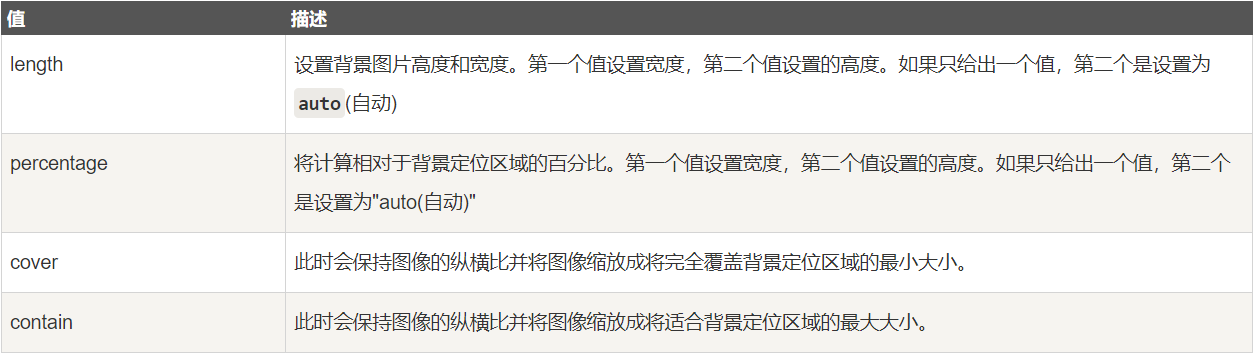 值 描述
length 设置背景图片高度和宽度。第一个值设置宽度，第二个值设置的高度。如果只给出一个值，第二个是设置为
auto(自动)
percentage 将计算相对于背景定位区域的百分比。第一个值设置宽度，第二个值设置的高度。如果只给出一个值，第二个
是设置为"auto(自动)"
cover 此时会保持图像的纵横比并将图像缩放成将完全覆盖背景定位区域的最小大小。
contain 此时会保持图像的纵横比并将图像缩放成将适合背景定位区域的最大大小。